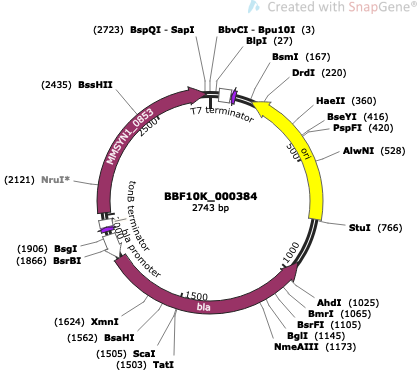 Created with SnapGene®
(2723) BspQI - SapI
BbvCI - Bpu10I (3)
BlpI (27)
BsmI (167)
DrdI (220)
HaeII (360)
BseYI (416)
PspFI (420)
AlwNI (528)
StuI (766)
AhdI (1025)
BmrI (1065)
BsrFI (1105)
BglI (1145)
NmeAIII (1173)
(1503) TatI
(1505) ScaI
(1562) BsaHI
(1624) XmnI
(1866) BsrBI
(1906) BsgI
(2121) NruI*
(2435) BssHII
T7 terminator
ori
bla
bla promoter
tonB terminator
MMSYN1_0853
500
1000
1500
2500
BBF10K_000384
2743 bp